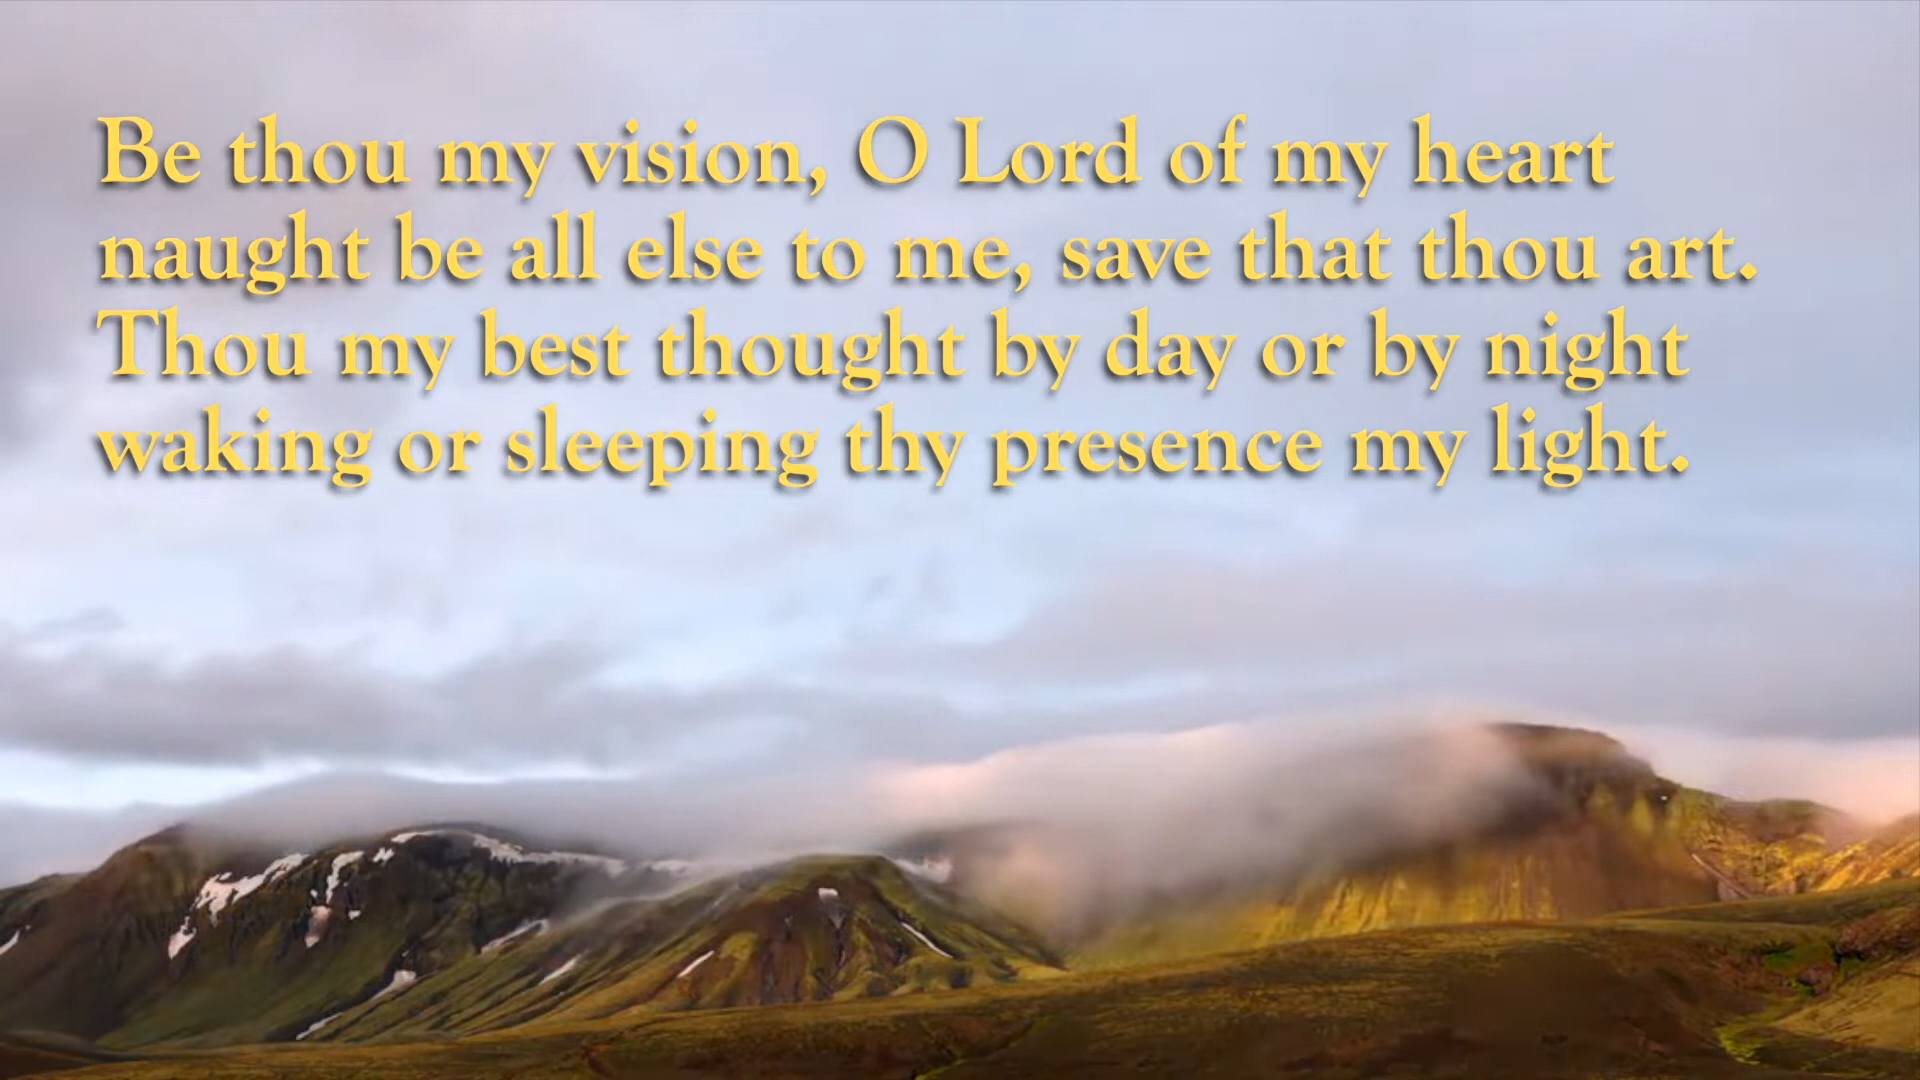 Be thou my vision, O Lord of my heart
naught be all else to me, save that thou art.
Thou my best thought by day or by night
waking or sleeping thy presence my light.